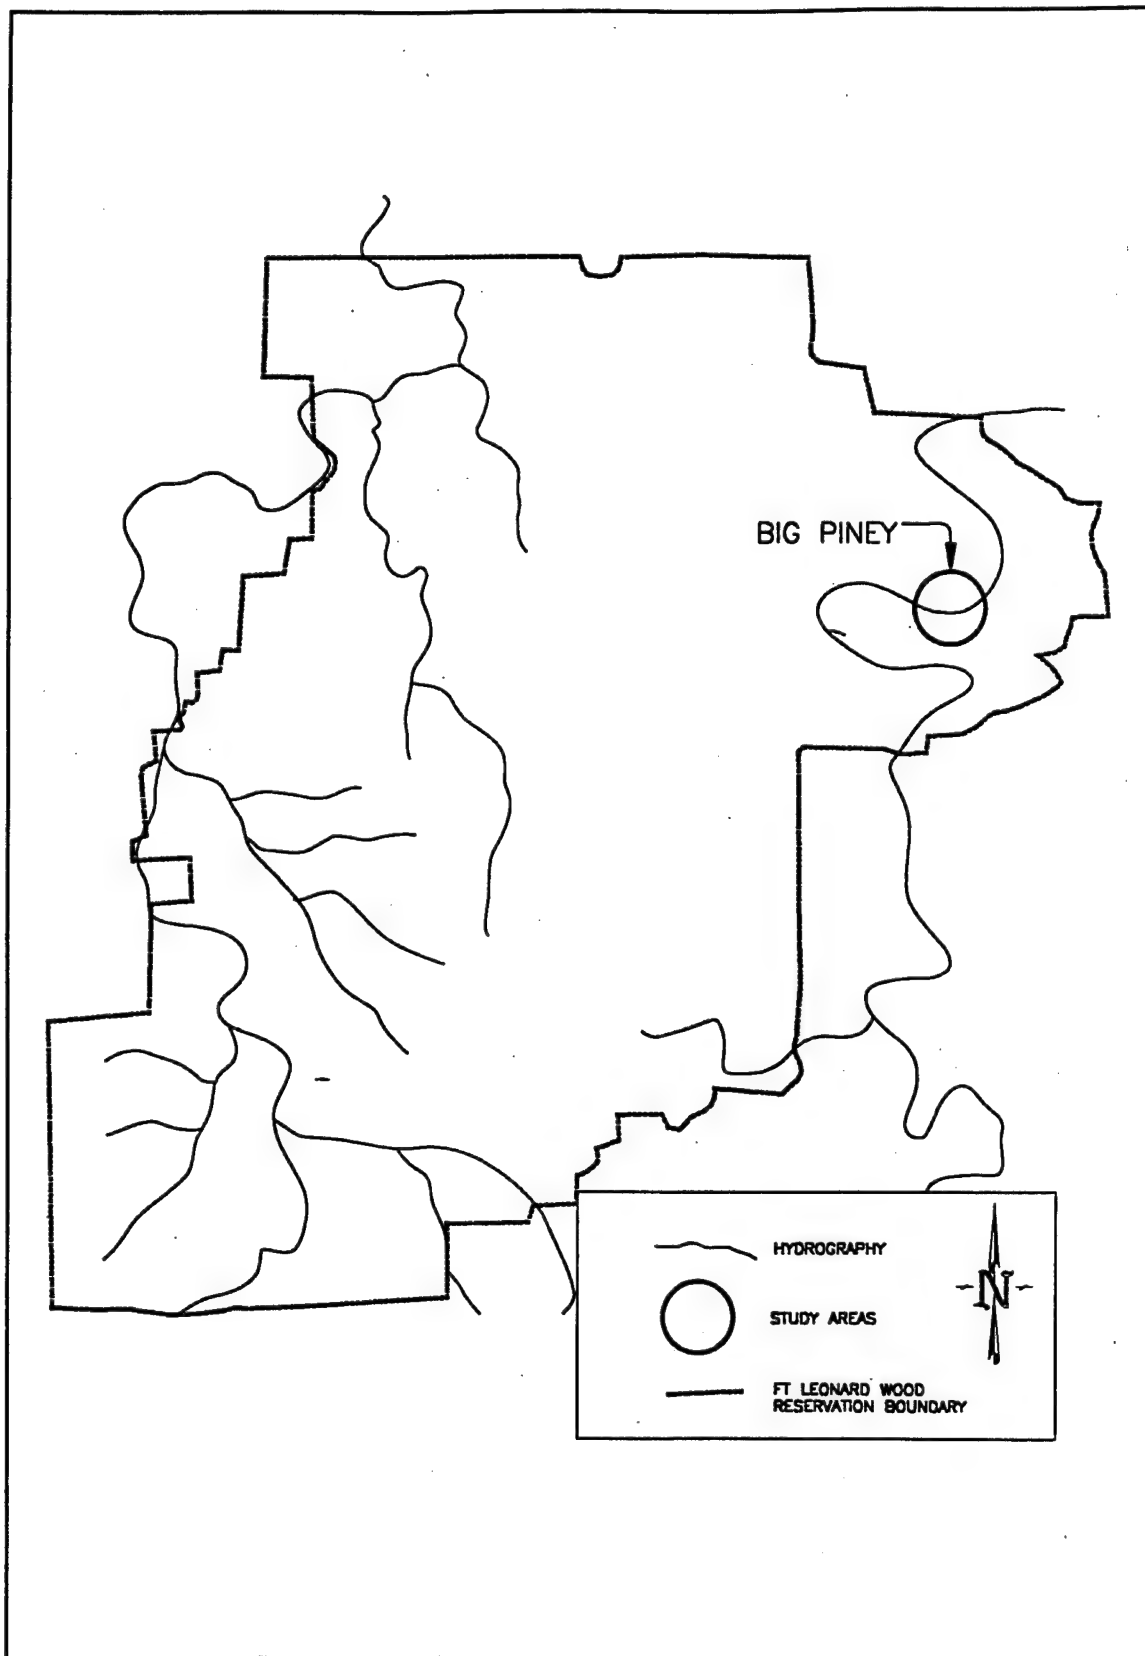 BIG PINEY
HYDROGRAPHY
N
STUDY AREAS
FT LEONARD WOOD
RESERVATION BOUNDARY